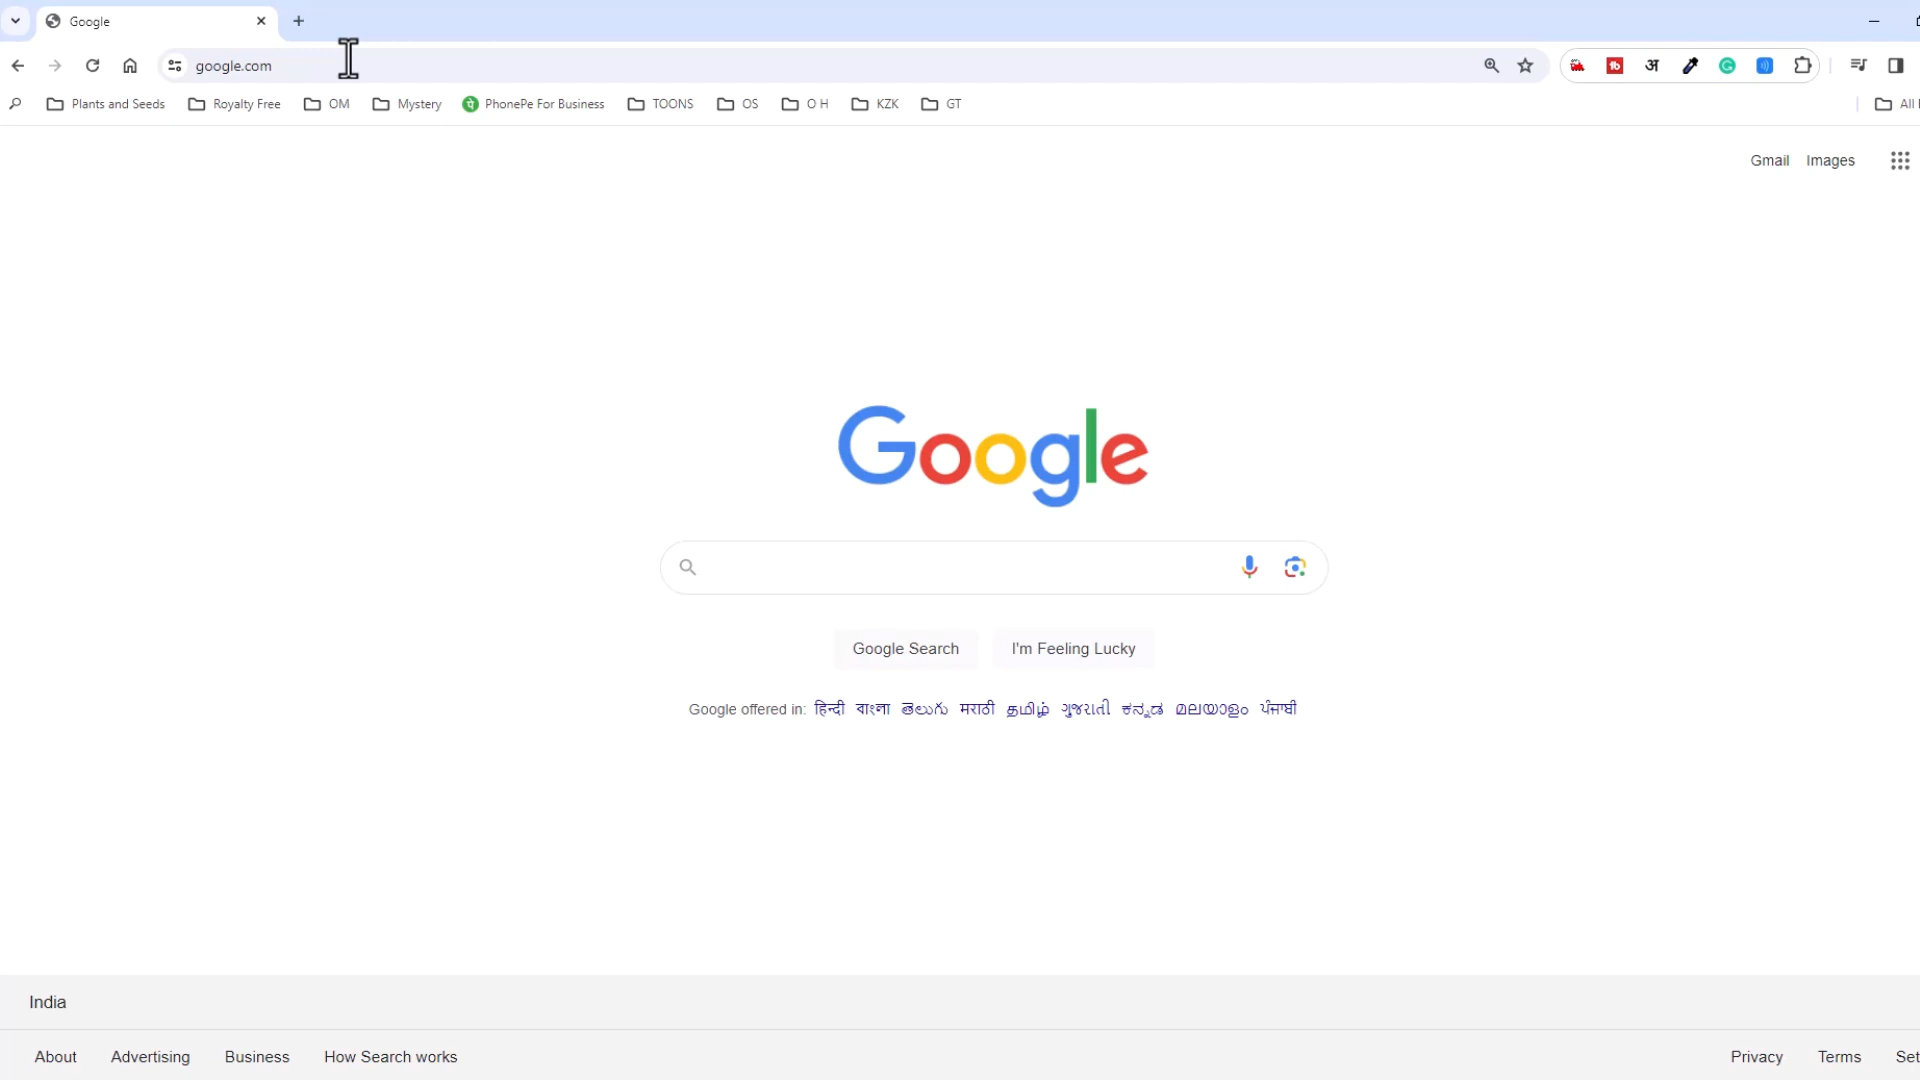 Google
google.com
Plants and Seeds Royalty Free OM Mystery PhonePe For Business TOONS OS O H KZK GT All
Gmail Images
Google
Google Search I'm Feeling Lucky
Google offered in: हिन्दी বাংলা తెలుగు मराठी தமிழ் ગુજરાતી ಕನ್ನಡ മലയാളം ਪੰਜਾਬੀ
India
About Advertising Business How Search works Privacy Terms Set